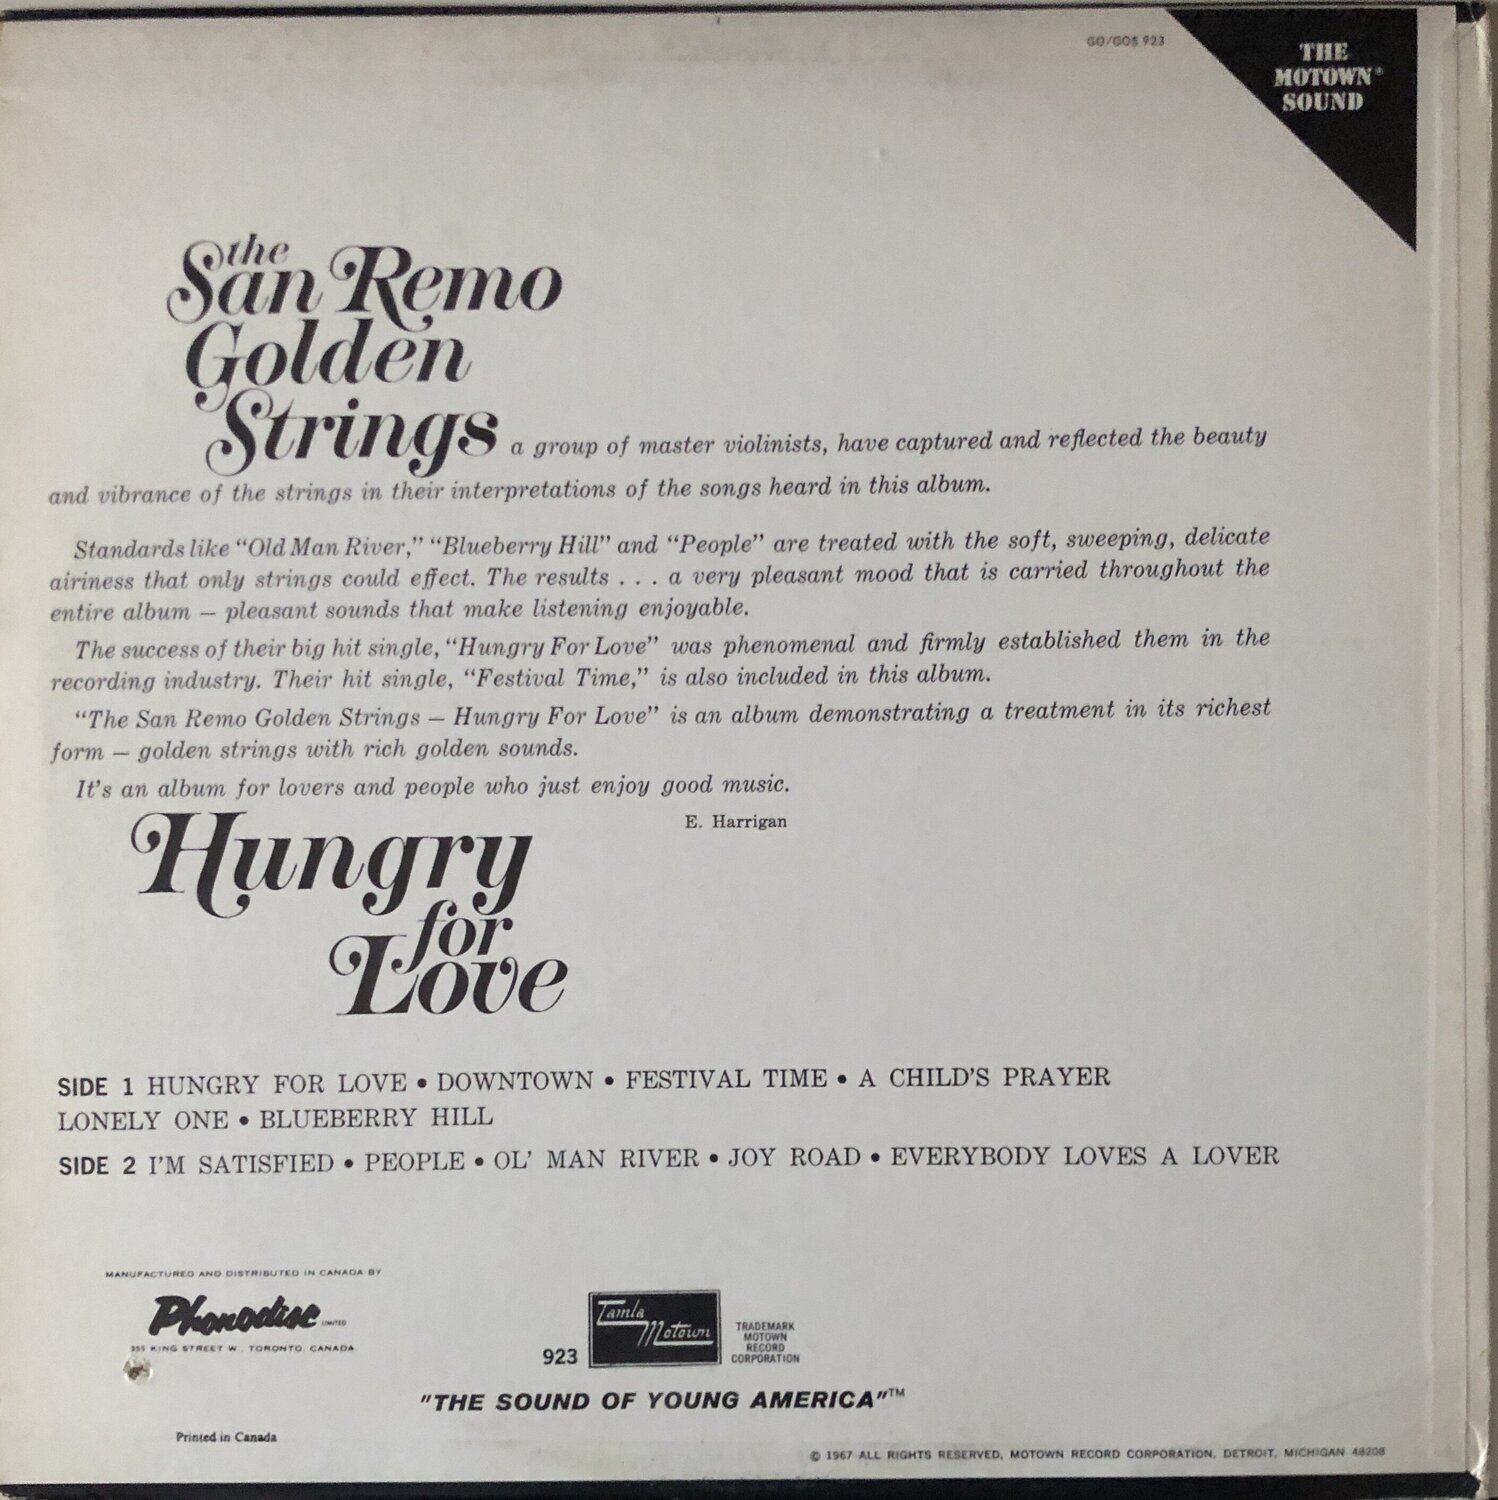 GO/GOS 923
THE
MOTOWN®
SOUND
the
San Remo
Golden
Strings a group of master violinists, have captured and reflected the beauty
and vibrance of the strings in their interpretations of the songs heard in this album.
Standards like “Old Man River,” “Blueberry Hill” and “People” are treated with the soft, sweeping, delicate
airiness that only strings could effect. The results . . . a very pleasant mood that is carried throughout the
entire album — pleasant sounds that make listening enjoyable.
The success of their big hit single, “Hungry For Love” was phenomenal and firmly established them in the
recording industry. Their hit single, “Festival Time,” is also included in this album.
“The San Remo Golden Strings — Hungry For Love” is an album demonstrating a treatment in its richest
form — golden strings with rich golden sounds.
It's an album for lovers and people who just enjoy good music.
E. Harrigan
Hungry
for
Love
SIDE 1 HUNGRY FOR LOVE • DOWNTOWN • FESTIVAL TIME • A CHILD'S PRAYER
LONELY ONE • BLUEBERRY HILL
SIDE 2 I'M SATISFIED • PEOPLE • OL' MAN RIVER • JOY ROAD • EVERYBODY LOVES A LOVER
MANUFACTURED AND DISTRIBUTED IN CANADA BY
Phonodisc LIMITED
355 KING STREET W. TORONTO, CANADA
923
Tamla
Motown
TRADEMARK
MOTOWN
RECORD
CORPORATION
"THE SOUND OF YOUNG AMERICA"™
Printed in Canada
© 1967 ALL RIGHTS RESERVED, MOTOWN RECORD CORPORATION, DETROIT, MICHIGAN 48208